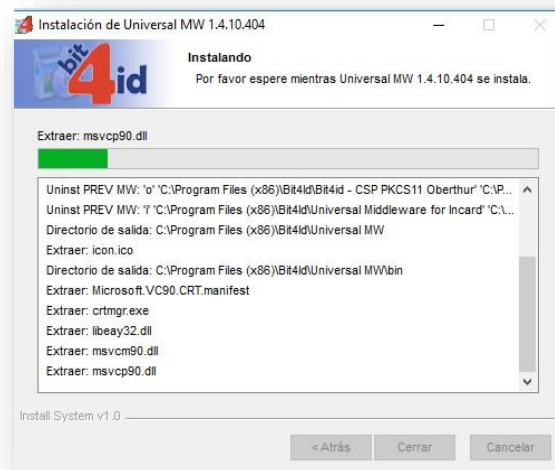 Instalación de Universal MW 1.4.10.404
bit
4id
Instalando
Por favor espere mientras Universal MW 1.4.10.404 se instala.
Extraer: msvcp90.dll
Uninst PREV MW: 'o' 'C:\Program Files (x86)\Bit4Id\Bit4id - CSP PKCS11 Oberthur' 'C:\P...
Uninst PREV MW: 'i' 'C:\Program Files (x86)\Bit4Id\Universal Middleware for Incard' 'C:\...
Directorio de salida: C:\Program Files (x86)\Bit4Id\Universal MW
Extraer: icon.ico
Directorio de salida: C:\Program Files (x86)\Bit4Id\Universal MW\bin
Extraer: Microsoft.VC90.CRT.manifest
Extraer: crtmgr.exe
Extraer: libeay32.dll
Extraer: msvcm90.dll
Extraer: msvcp90.dll
Install System v1.0
< Atrás Cerrar Cancelar